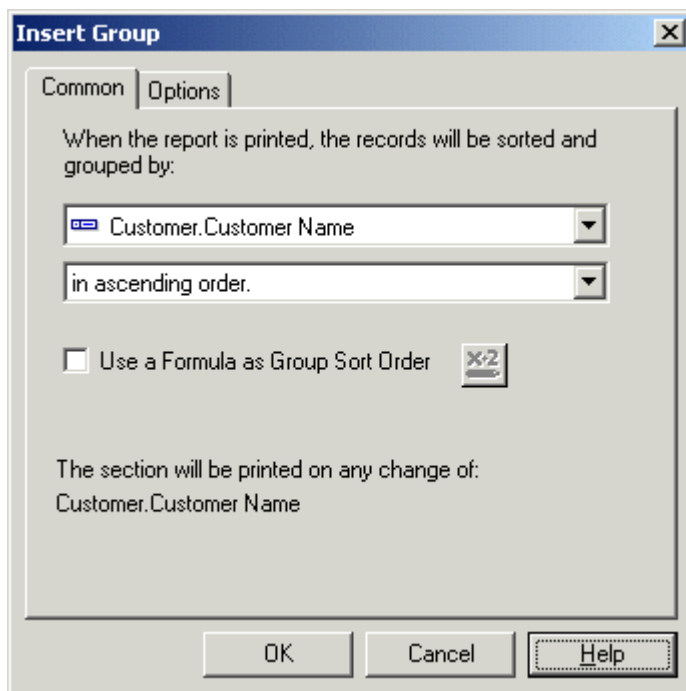 Insert Group
Common
Options
When the report is printed, the records will be sorted and
grouped by:
Customer.Customer Name
in ascending order.
Use a Formula as Group Sort Order
X+2
The section will be printed on any change of:
Customer.Customer Name
OK
Cancel
Help